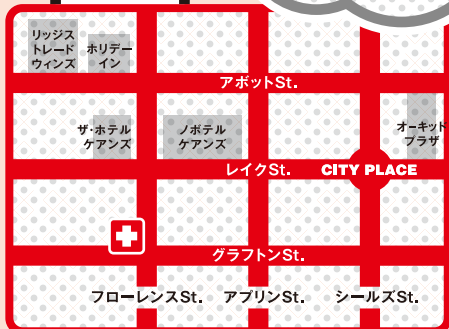 リッジス
トレード
ウィンズ
ホリデー
イン
アボットSt.
ザ・ホテル
ケアンズ
ノボテル
ケアンズ
オーキッド
プラザ
レイクSt.
CITY PLACE
グラフトンSt.
フローレンスSt.
アプリンSt.
シールズSt.